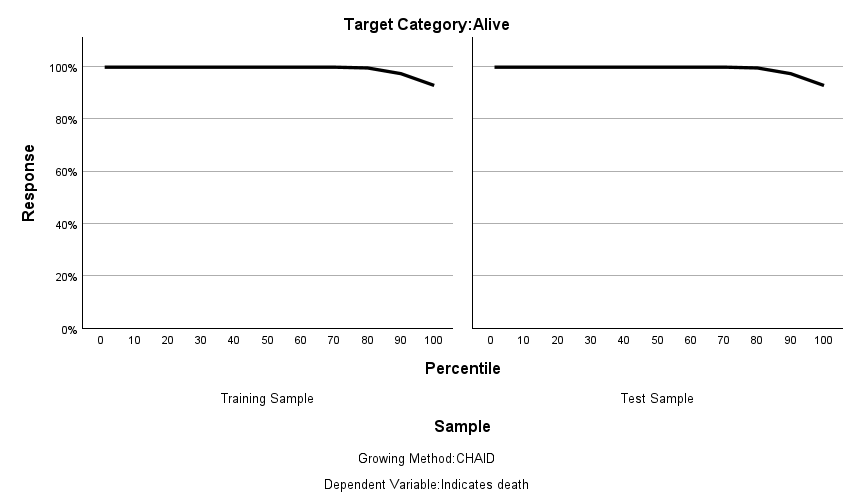 Target Category:Alive
Response
100%
80%
60%
40%
20%
0%
0 10 20 30 40 50 60 70 80 90 100
0 10 20 30 40 50 60 70 80 90 100
Percentile
Training Sample
Test Sample
Sample
Growing Method:CHAID
Dependent Variable:Indicates death